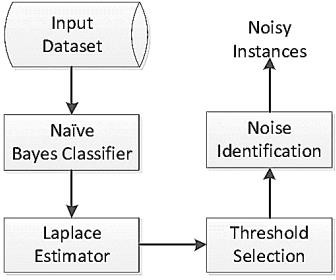 Input
Dataset
Naïve
Bayes Classifier
Laplace
Estimator
Threshold
Selection
Noise
Identification
Noisy
Instances